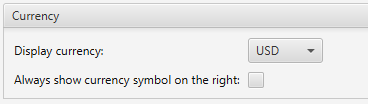 Currency
Display currency: USD
Always show currency symbol on the right: